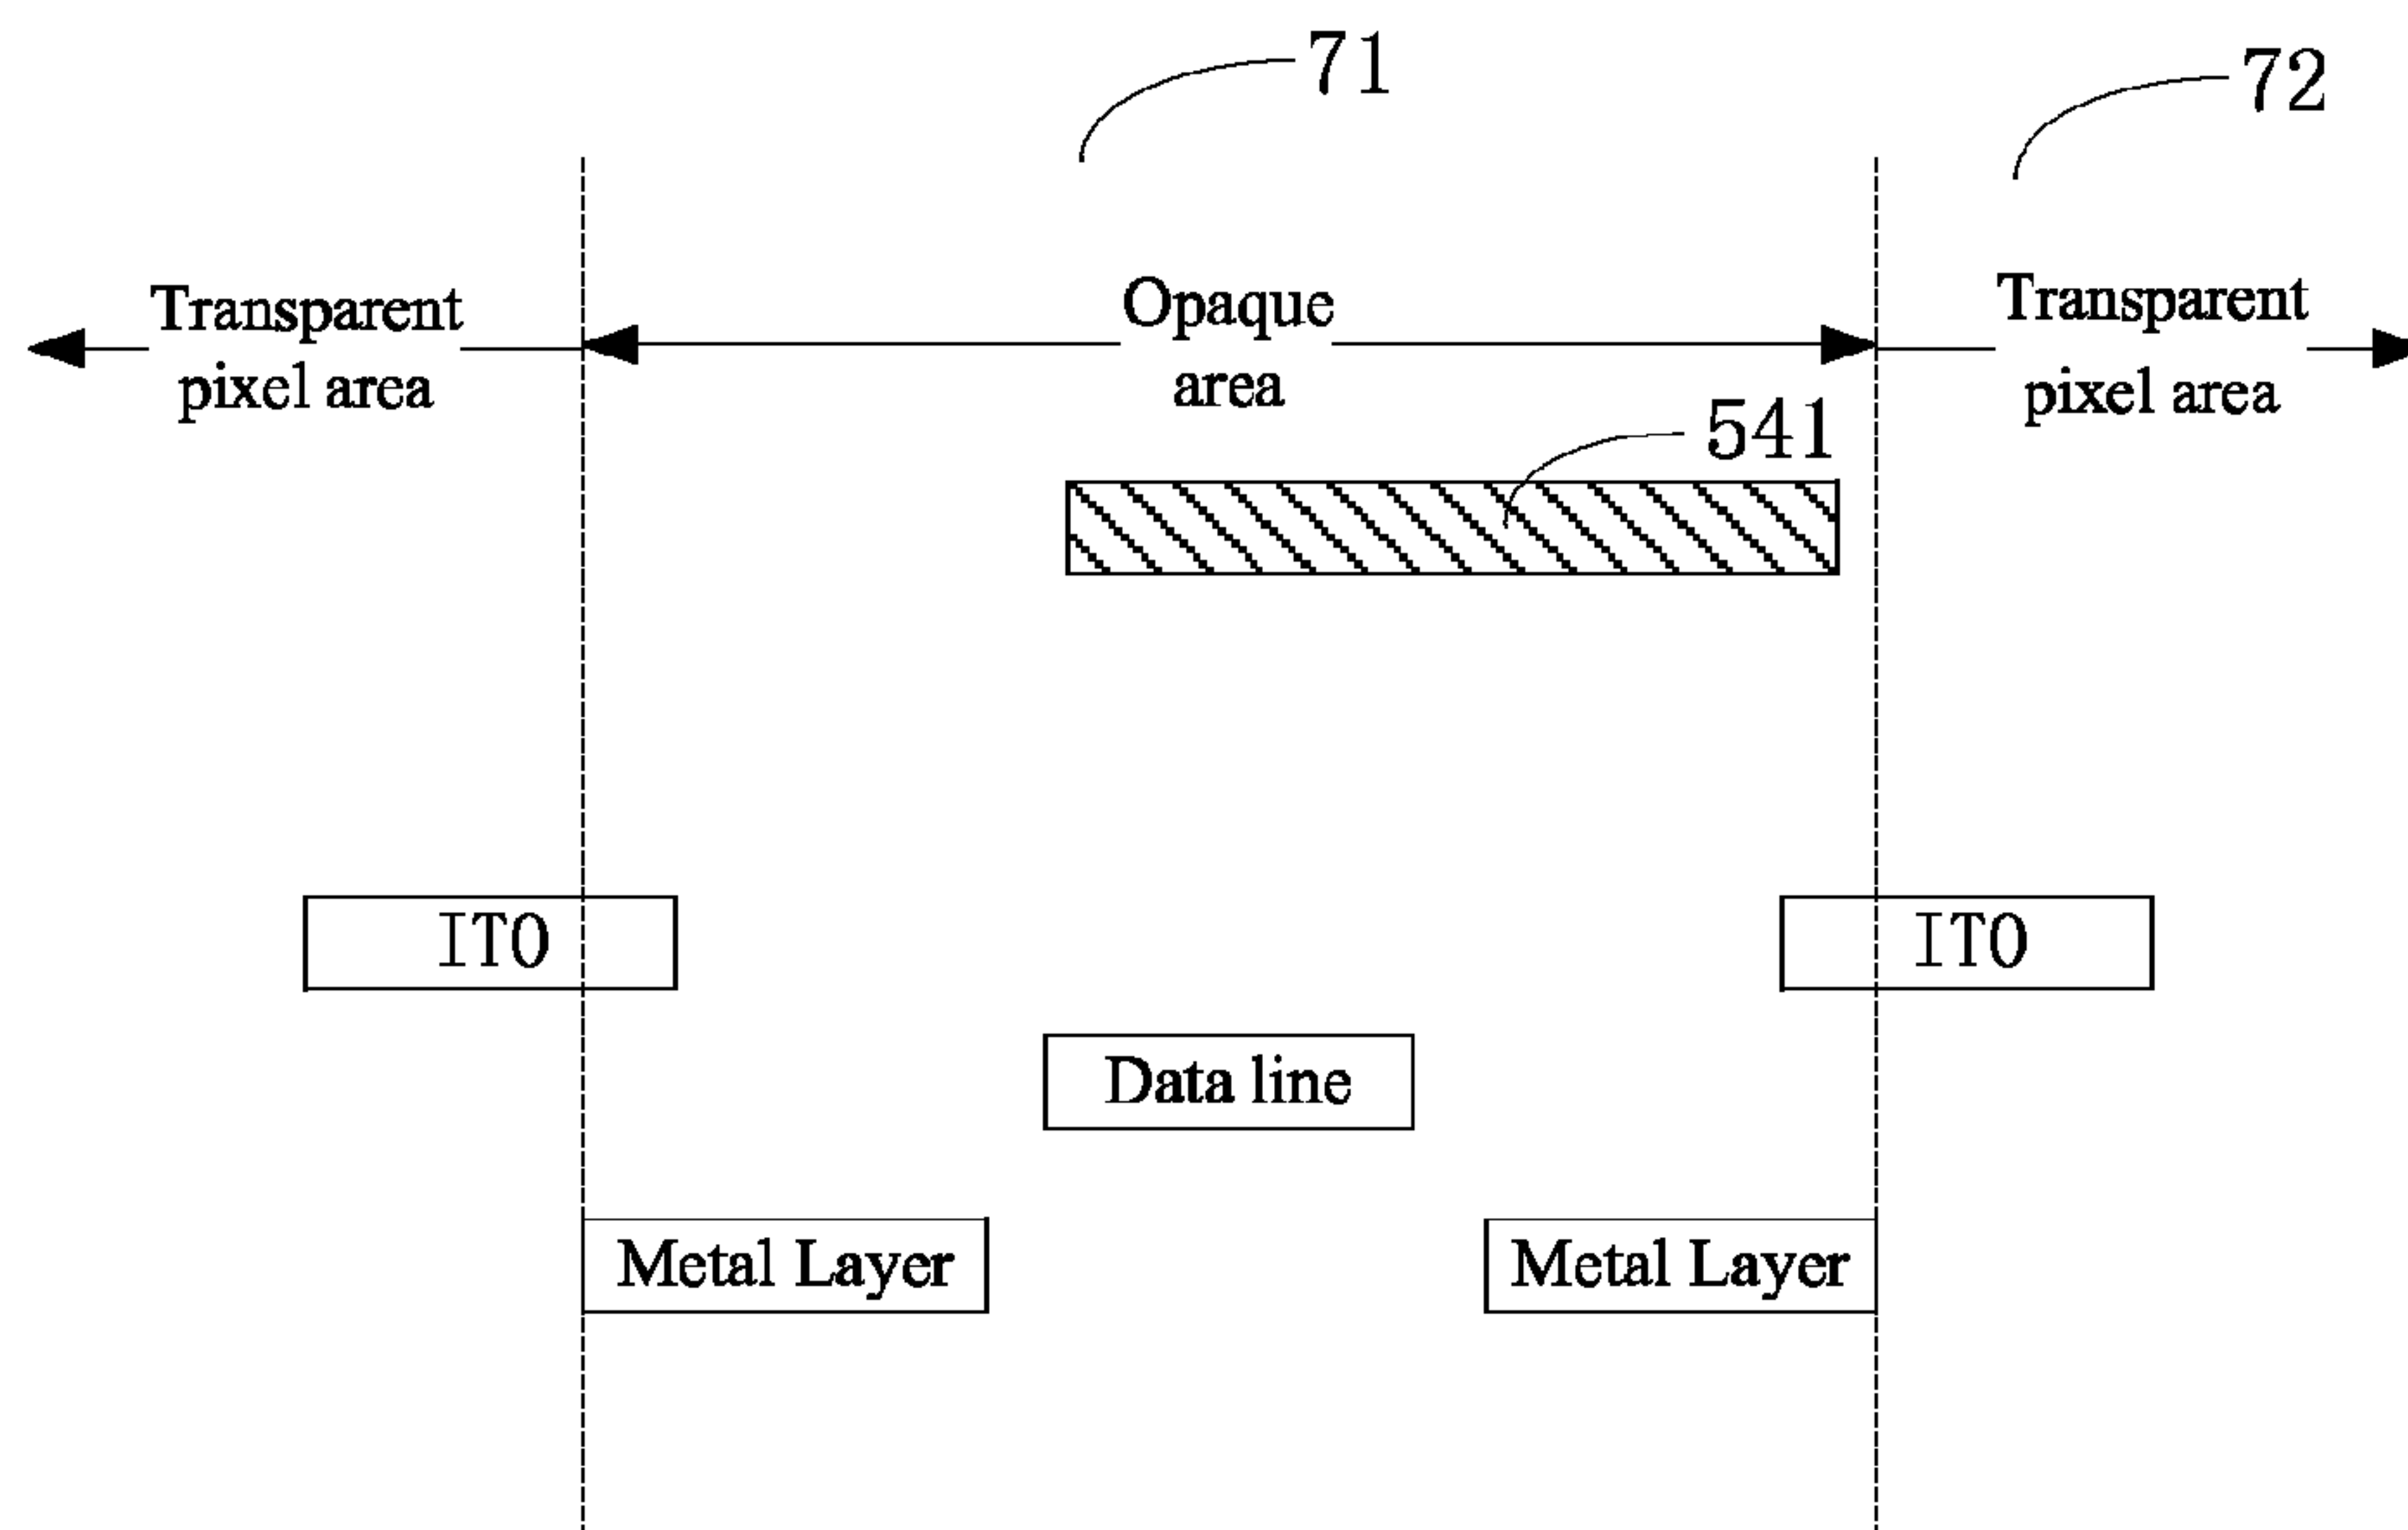 71
72
Transparent
pixel area
Opaque
area
Transparent
pixel area
541
ITO
ITO
Data line
Metal Layer
Metal Layer